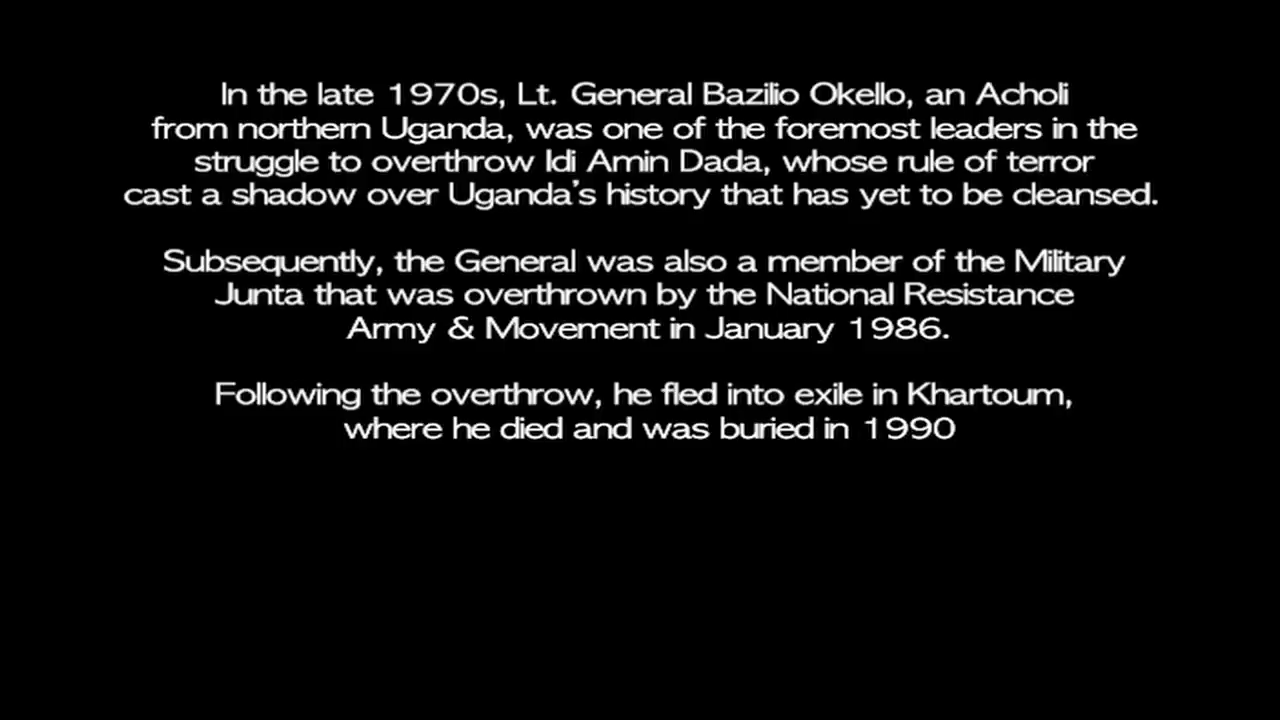 In the late 1970s, Lt. General Bazilio Okello, an Acholi
from northern Uganda, was one of the foremost leaders in the
struggle to overthrow Idi Amin Dada, whose rule of terror
cast a shadow over Uganda's history that has yet to be cleansed.
Subsequently, the General was also a member of the Military
Junta that was overthrown by the National Resistance
Army & Movement in January 1986.
Following the overthrow, he fled into exile in Khartoum,
where he died and was buried in 1990